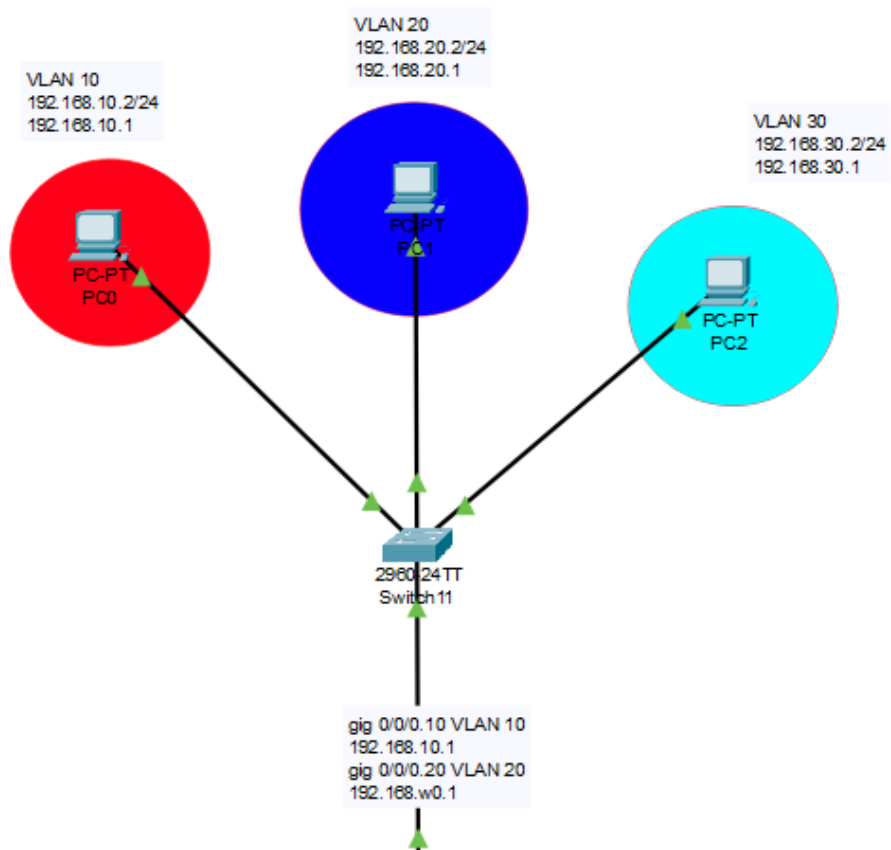 VLAN 10
192.168.10.2/24
192.168.10.1
VLAN 20
192.168.20.2/24
192.168.20.1
VLAN 30
192.168.30.2/24
192.168.30.1
PC-PT
PC0
PC-PT
PC1
PC-PT
PC2
2960-24TT
Switch11
gig 0/0/0.10 VLAN 10
192.168.10.1
gig 0/0/0.20 VLAN 20
192.168.w0.1